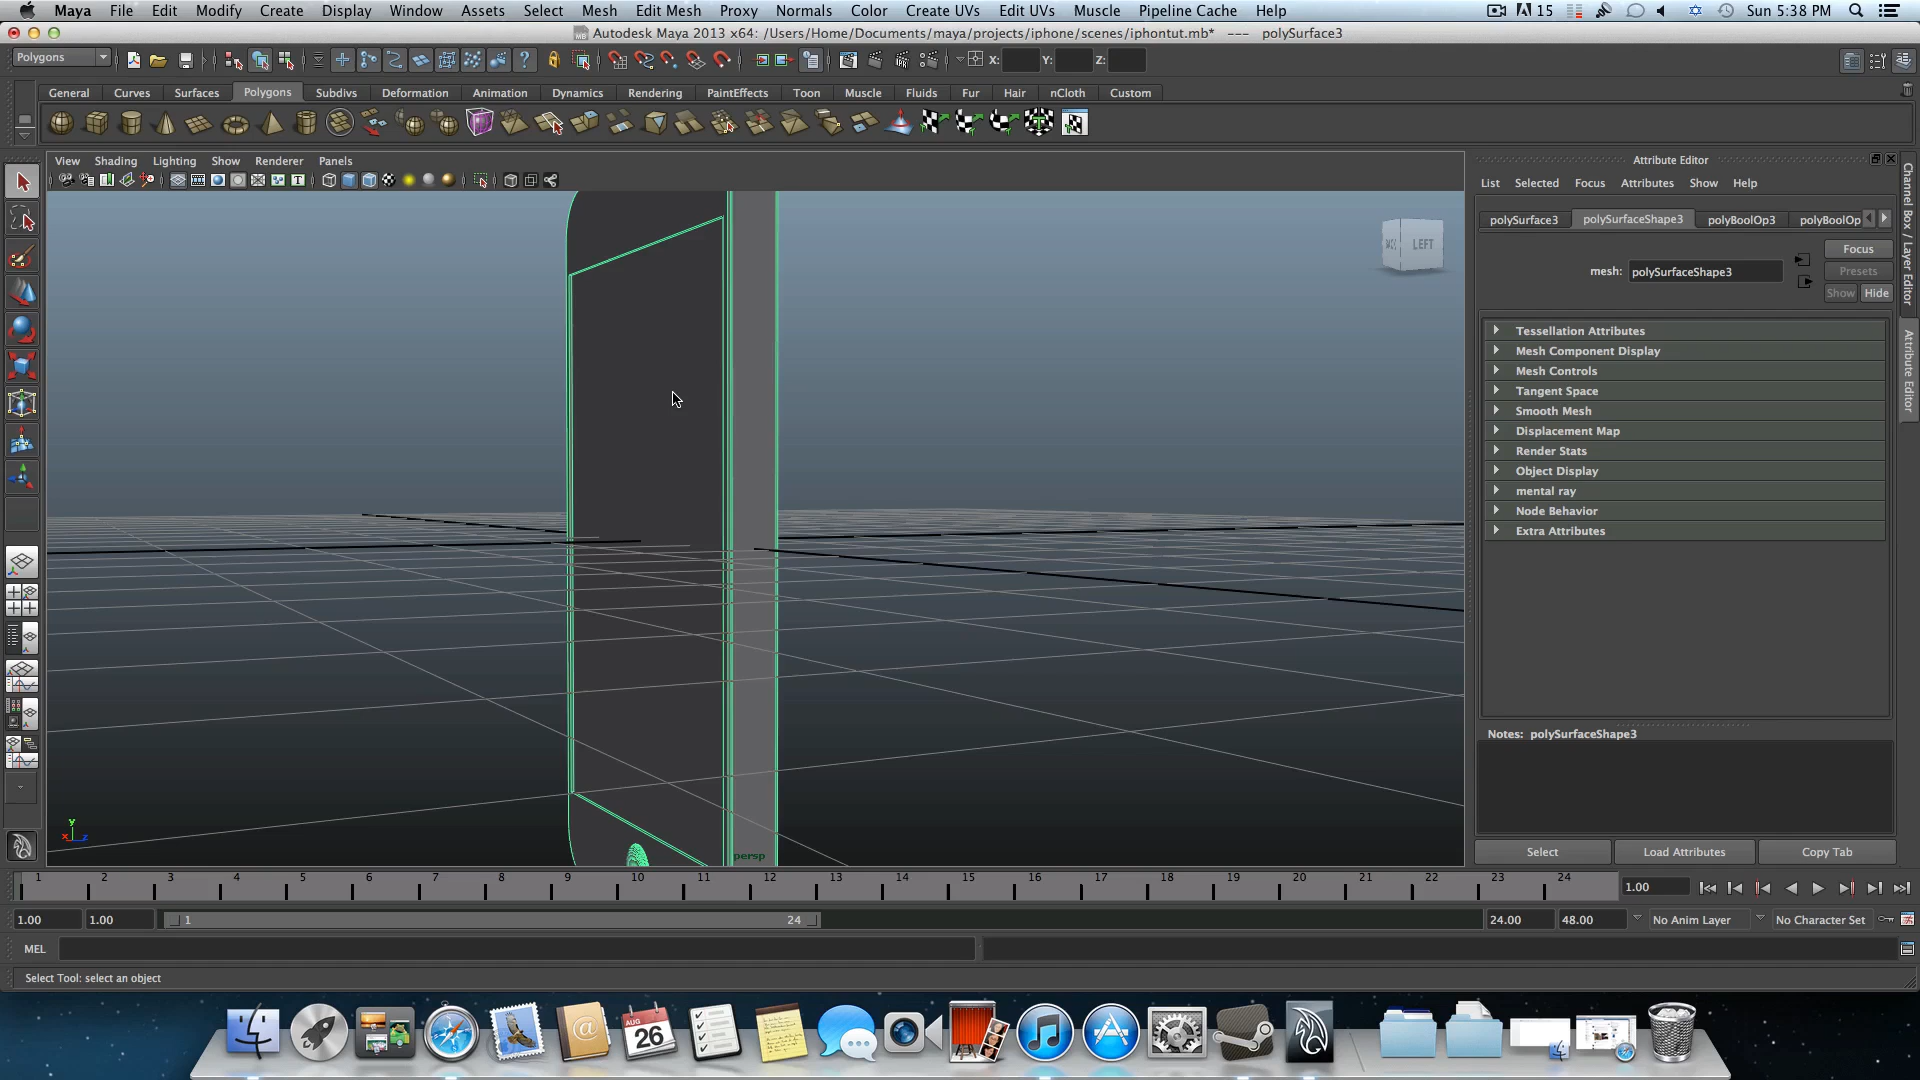 Maya File Edit Modify Create Display Window Assets Select Mesh Edit Mesh Proxy Normals Color Create UVs Edit UVs Muscle Pipeline Cache Help 15 Sun 5:38 PM
Autodesk Maya 2013 x64: /Users/Home/Documents/maya/projects/iphone/scenes/iphontut.mb* --- polySurface3
Polygons X: Y: Z:
General Curves Surfaces Polygons Subdivs Deformation Animation Dynamics Rendering PaintEffects Toon Muscle Fluids Fur Hair nCloth Custom
View Shading Lighting Show Renderer Panels
LEFT
persp
y
x z
Attribute Editor
List Selected Focus Attributes Show Help
polySurface3 polySurfaceShape3 polyBoolOp3 polyBoolOp
Focus
mesh: polySurfaceShape3 Presets
Show Hide
Tessellation Attributes
Mesh Component Display
Mesh Controls
Tangent Space
Smooth Mesh
Displacement Map
Render Stats
Object Display
mental ray
Node Behavior
Extra Attributes
Notes: polySurfaceShape3
Select Load Attributes Copy Tab
Channel Box / Layer Editor
Attribute Editor
1 2 3 4 5 6 7 8 9 10 11 12 13 14 15 16 17 18 19 20 21 22 23 24 1.00
1.00 1.00 1 24 24.00 48.00 No Anim Layer No Character Set
MEL
Select Tool: select an object
AUG
26